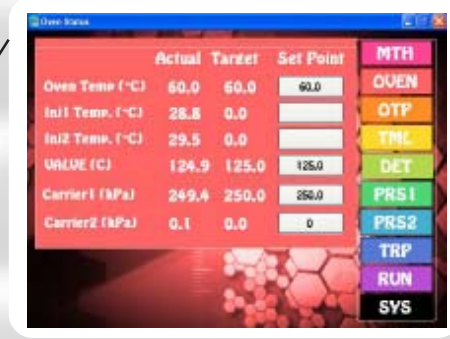 Oven Status
Actual Target Set Point
Oven Temp (°C) 60.0 60.0 60.0
Inj1 Temp. (°C) 28.8 0.0
Inj2 Temp. (°C) 29.5 0.0
VALVE (C) 124.9 125.0 125.0
Carrier1 (kPa) 249.4 250.0 250.0
Carrier2 (kPa) 0.1 0.0 0
MTH
OVEN
OTP
TML
DET
PRS1
PRS2
TRP
RUN
SYS